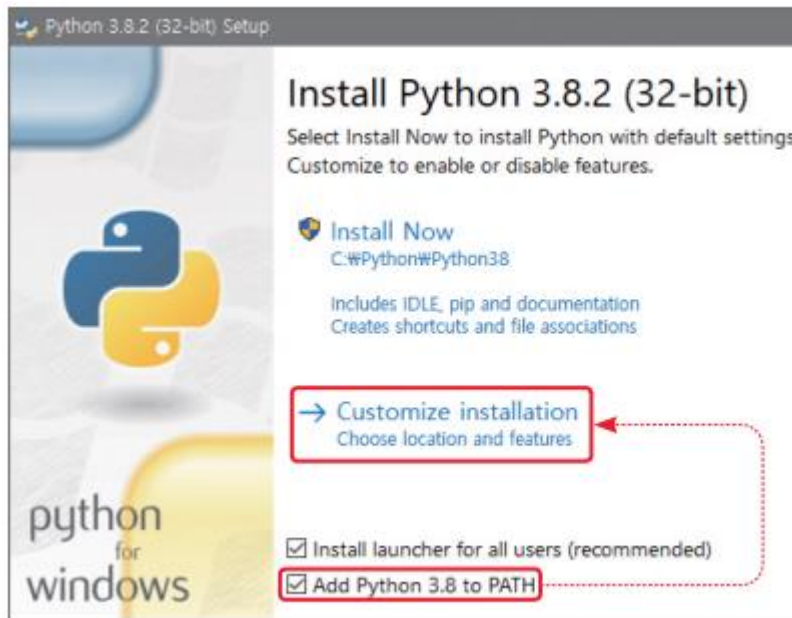 Python 3.8.2 (32-bit) Setup
Install Python 3.8.2 (32-bit)
Select Install Now to install Python with default settings
Customize to enable or disable features.
Install Now
C:₩Python₩Python38
Includes IDLE, pip and documentation
Creates shortcuts and file associations
→ Customize installation
Choose location and features
python
for
windows
Install launcher for all users (recommended)
Add Python 3.8 to PATH